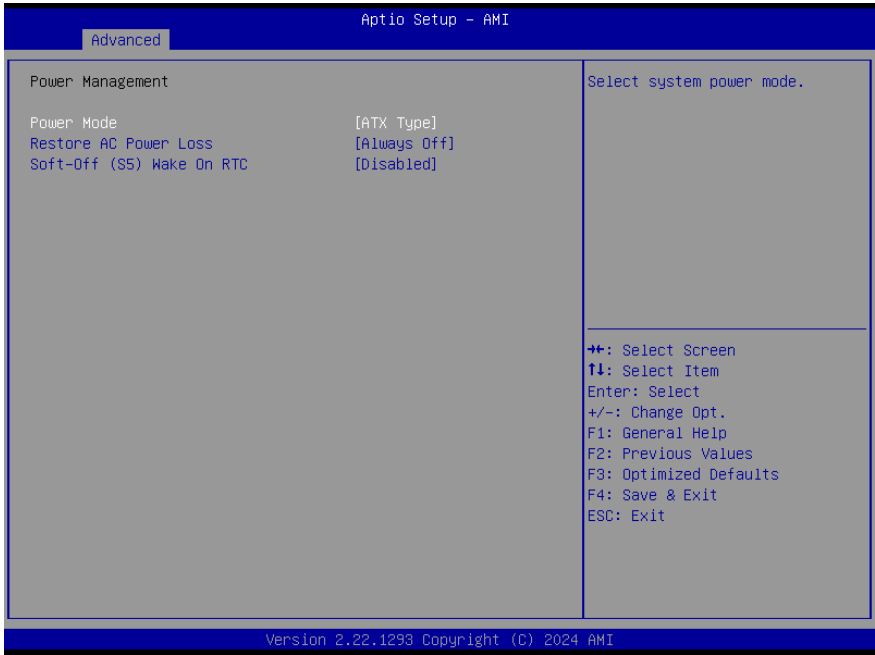 Aptio Setup – AMI
Advanced
Power Management
Power Mode [ATX Type]
Restore AC Power Loss [Always Off]
Soft-Off (S5) Wake On RTC [Disabled]
Select system power mode.
→←: Select Screen
↑↓: Select Item
Enter: Select
+/-: Change Opt.
F1: General Help
F2: Previous Values
F3: Optimized Defaults
F4: Save & Exit
ESC: Exit
Version 2.22.1293 Copyright (C) 2024 AMI